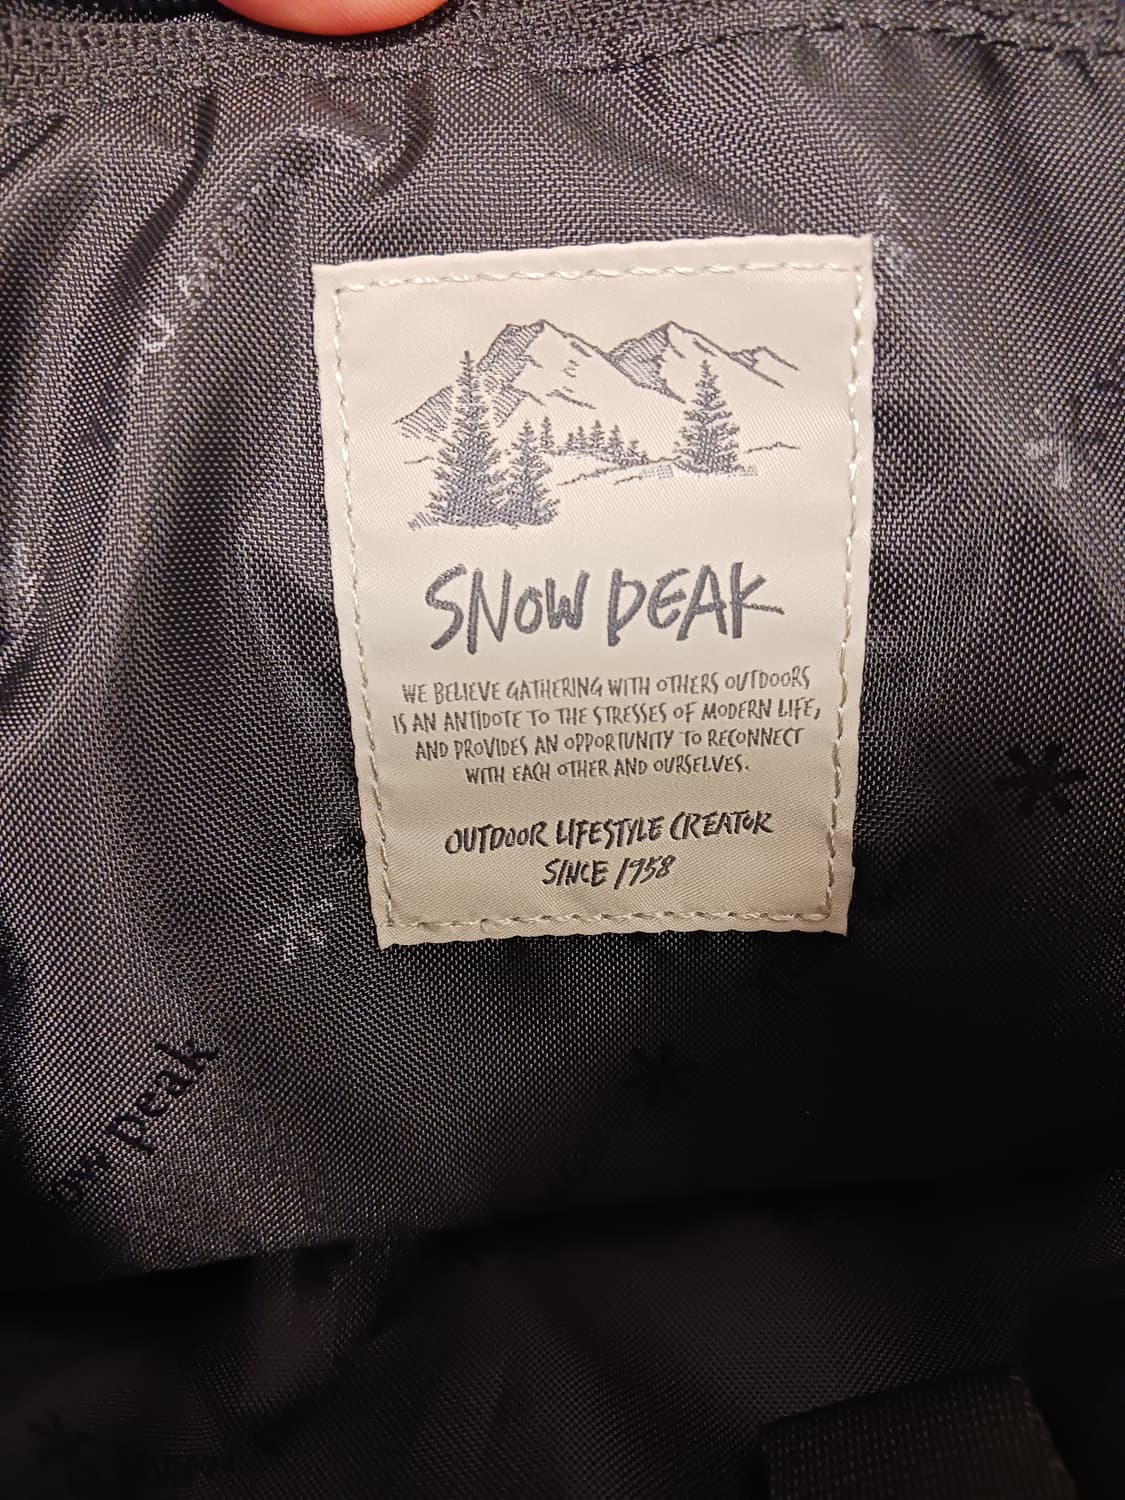 SNOW PEAK
WE BELIEVE GATHERING WITH OTHERS OUTDOORS
IS AN ANTIDOTE TO THE STRESSES OF MODERN LIFE,
AND PROVIDES AN OPPORTUNITY TO RECONNECT
WITH EACH OTHER AND OURSELVES.
OUTDOOR LIFESTYLE CREATOR
SINCE 1958
peak